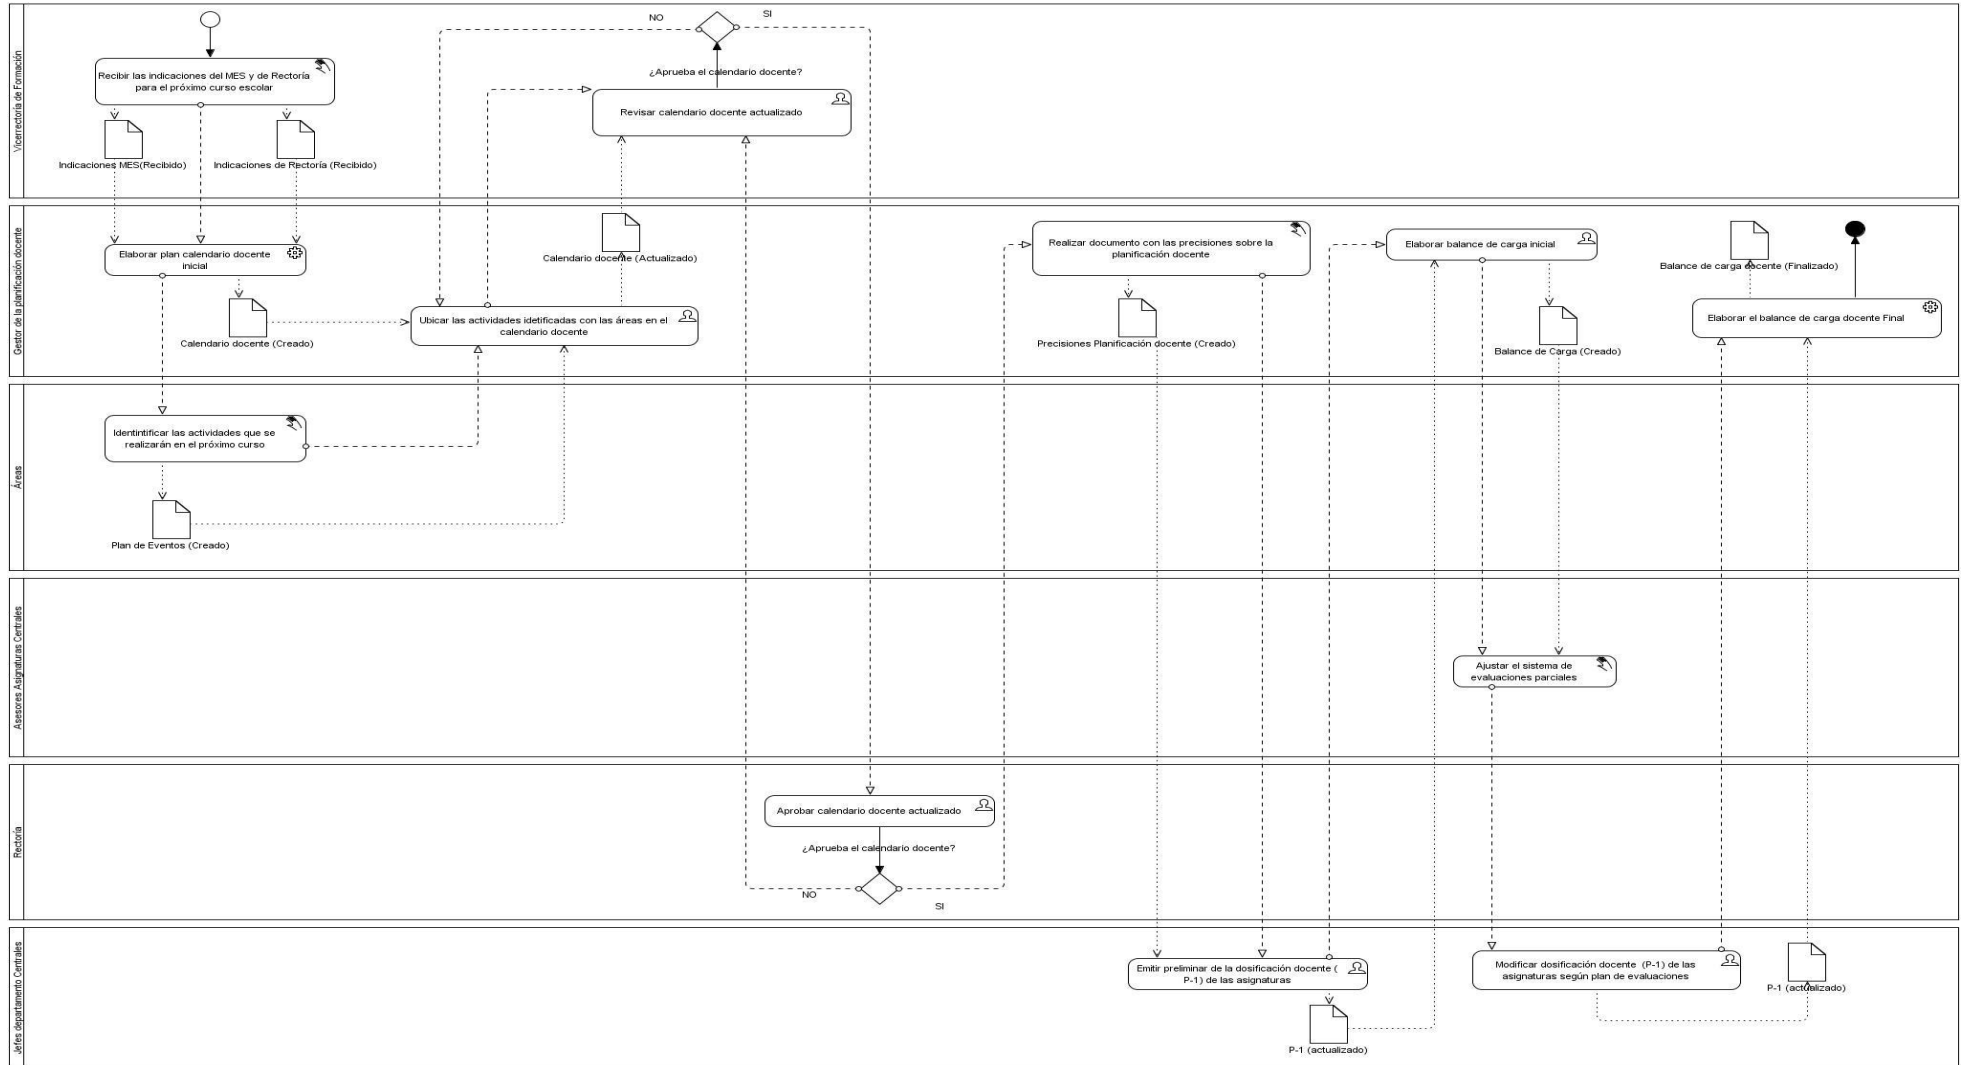 Vicerrectoría de Formación
NO
SI
¿Aprueba el calendario docente?
Recibir las indicaciones del MES y de Rectoría
para el próximo curso escolar
Revisar calendario docente actualizado
Indicaciones MES(Recibido)
Indicaciones de Rectoría (Recibido)
Gestor de la planificación docente
Elaborar plan calendario docente
inicial
Calendario docente (Actualizado)
Realizar documento con las precisiones sobre la
planificación docente
Elaborar balance de carga inicial
Balance de carga docente (Finalizado)
Ubicar las actividades idetificadas con las áreas en el
calendario docente
Elaborar el balance de carga docente Final
Calendario docente (Creado)
Precisiones Planificación docente (Creado)
Balance de Carga (Creado)
Áreas
Identintificar las actividades que se
realizarán en el próximo curso
Plan de Eventos (Creado)
Asesores Asignaturas Centrales
Ajustar el sistema de
evaluaciones parciales
Rectoría
Aprobar calendario docente actualizado
¿Aprueba el calendario docente?
NO
SI
Jefes departamento Centrales
Emitir preliminar de la dosificación docente (
P-1) de las asignaturas
Modificar dosificación docente (P-1) de las
asignaturas según plan de evaluaciones
P-1 (actualizado)
P-1 (actualizado)